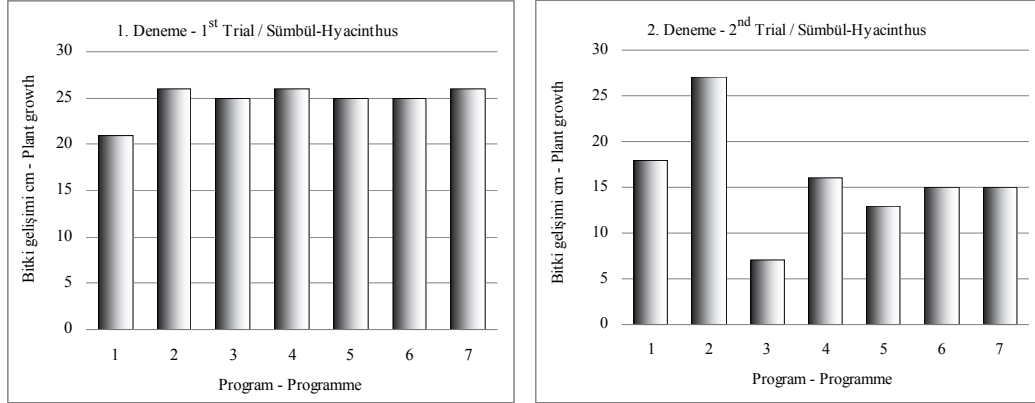 1. Deneme - 1st Trial / Sümbül-Hyacinthus
Bitki gelişimi cm - Plant growth
30
25
20
15
10
5
0
1 2 3 4 5 6 7
Program - Programme
2. Deneme - 2nd Trial / Sümbül-Hyacinthus
Bitki gelişimi cm - Plant growth
30
25
20
15
10
5
0
1 2 3 4 5 6 7
Program - Programme